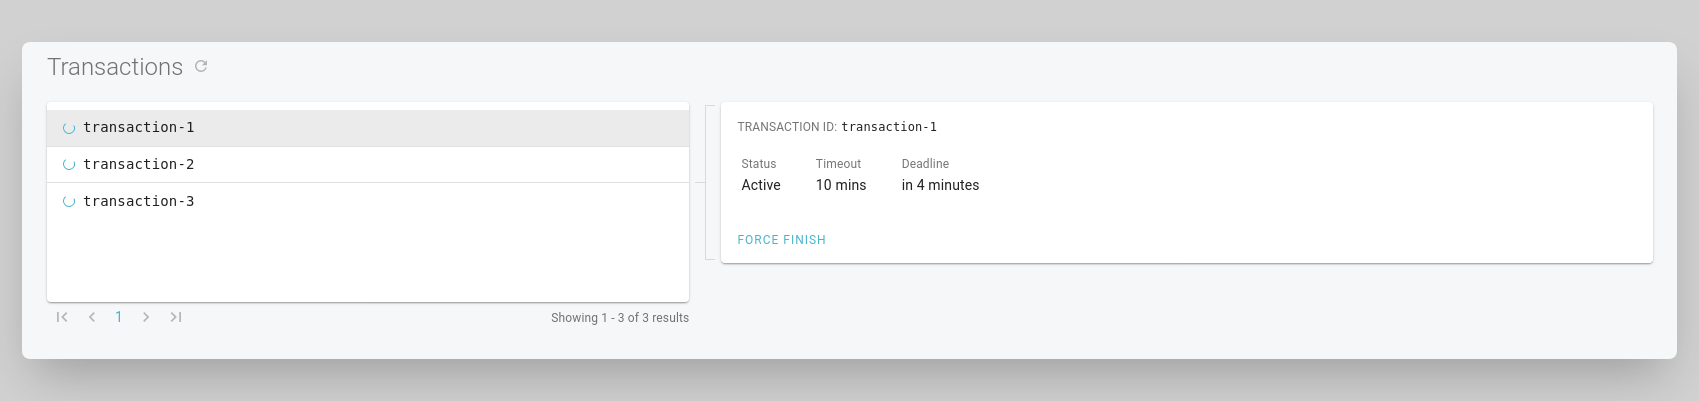 Transactions
transaction-1
transaction-2
transaction-3
1
Showing 1 - 3 of 3 results
TRANSACTION ID: transaction-1
Status Timeout Deadline
Active 10 mins in 4 minutes
FORCE FINISH